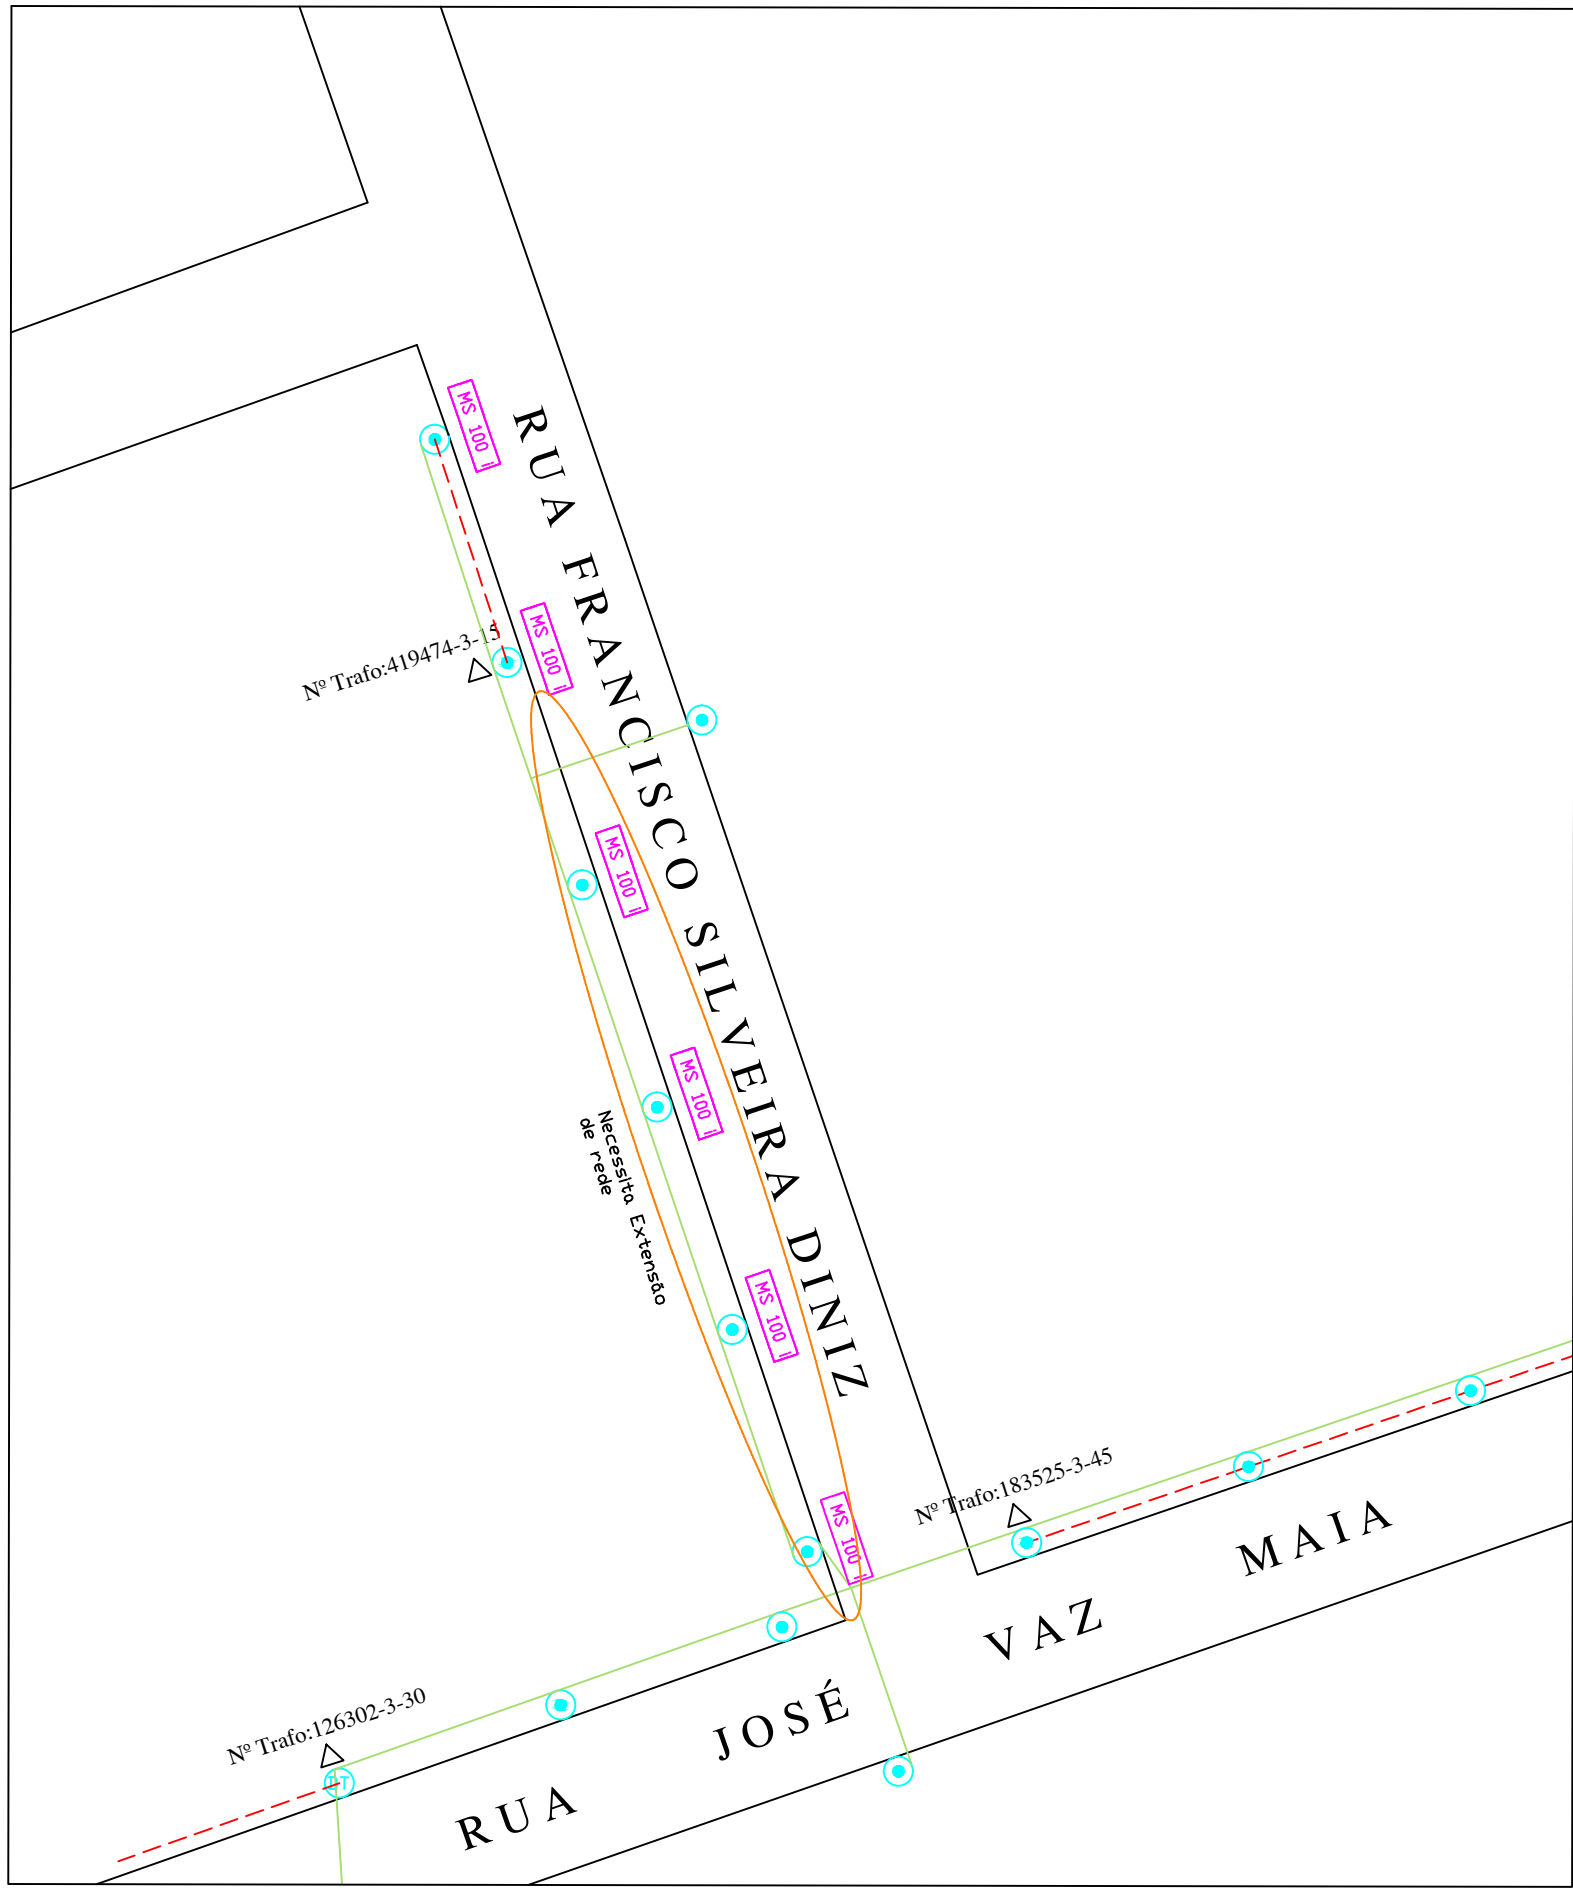 MS 100 i
RUA FRANCISCO SILVEIRA DINIZ
Nº Trafo:419474-3-15
MS 100 i
MS 100 i
MS 100 i
Necessita Extensão
de rede
MS 100 i
MS 100 i
Nº Trafo:183525-3-45
Nº Trafo:126302-3-30
DT
RUA JOSÉ VAZ MAIA